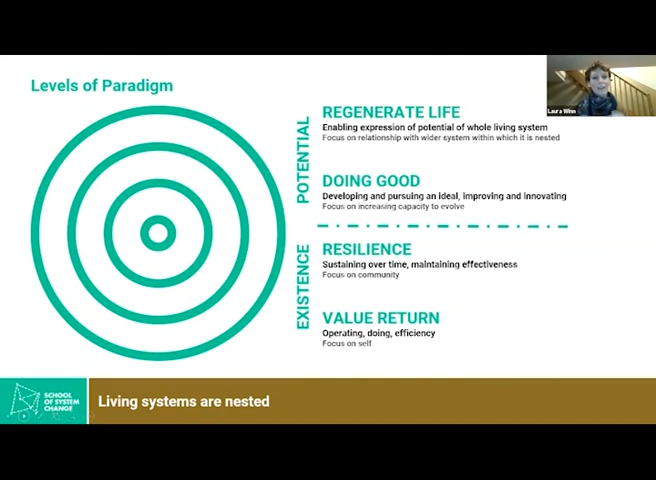 Levels of Paradigm
Laura Winn
POTENTIAL
REGENERATE LIFE
Enabling expression of potential of whole living system
Focus on relationship with wider system within which it is nested
DOING GOOD
Developing and pursuing an ideal, improving and innovating
Focus on increasing capacity to evolve
EXISTENCE
RESILIENCE
Sustaining over time, maintaining effectiveness
Focus on community
VALUE RETURN
Operating, doing, efficiency
Focus on self
SCHOOL
OF SYSTEM
CHANGE
Living systems are nested